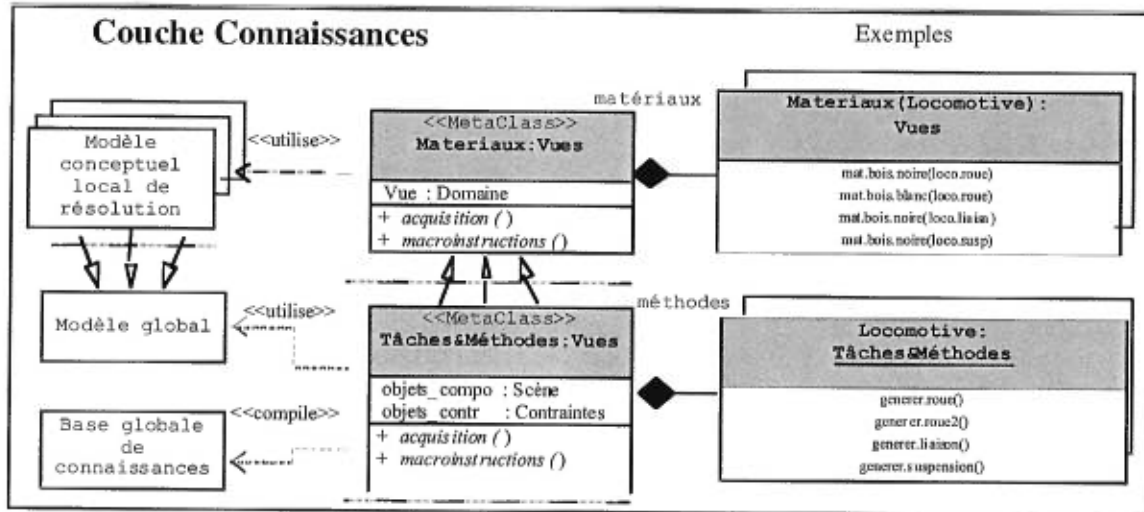 Couche Connaissances
Exemples
Modèle
conceptuel
local de
résolution
<<utilise>>
<<MetaClass>>
Materiaux:Vues
Vue : Domaine
+ acquisition ()
+ macroinstructions ()
matériaux
Materiaux(Locomotive):
Vues
mat.bois.noire(loco.roue)
mat.bois.blanc(loco.roue)
mat.bois.noire(loco.liaison)
mat.bois.noire(loco.susp)
Modèle global
<<utilise>>
<<MetaClass>>
Tâches&Méthodes:Vues
objets_compo : Scène
objets_contr : Contraintes
+ acquisition ()
+ macroinstructions ()
méthodes
Locomotive:
Tâches&Méthodes
generer.roue()
generer.roue2()
generer.liaison()
generer.suspension()
<<compile>>
Base globale
de
connaissances